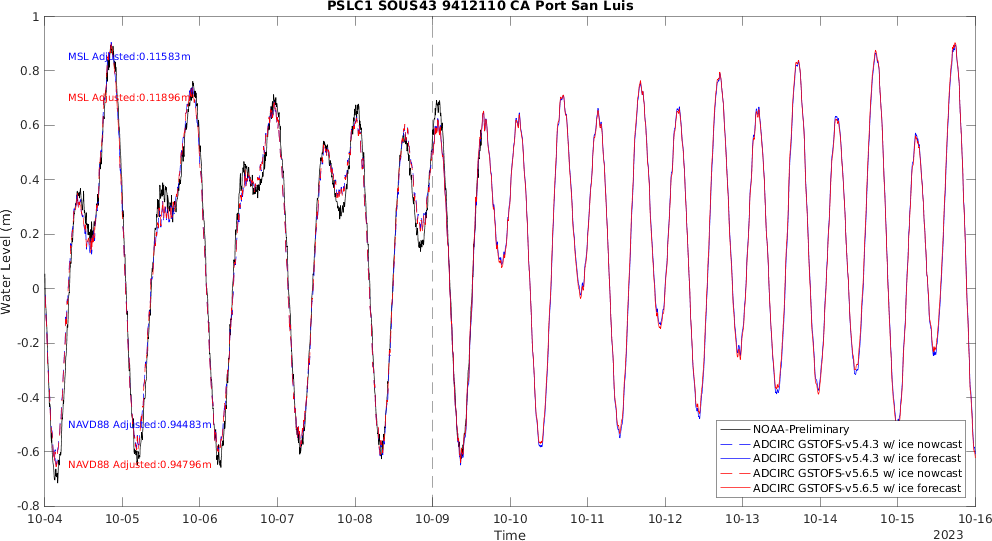 PSLC1 SOUS43 9412110 CA Port San Luis
1
0.8
0.6
0.4
0.2
0
-0.2
-0.4
-0.6
-0.8
Water Level (m)
MSL Adjusted:0.11583m
MSL Adjusted:0.11896m
NAVD88 Adjusted:0.94483m
NAVD88 Adjusted:0.94796m
NOAA-Preliminary
ADCIRC GSTOFS-v5.4.3 w/ ice nowcast
ADCIRC GSTOFS-v5.4.3 w/ ice forecast
ADCIRC GSTOFS-v5.6.5 w/ ice nowcast
ADCIRC GSTOFS-v5.6.5 w/ ice forecast
10-04 10-05 10-06 10-07 10-08 10-09 10-10 10-11 10-12 10-13 10-14 10-15 10-16
Time
2023